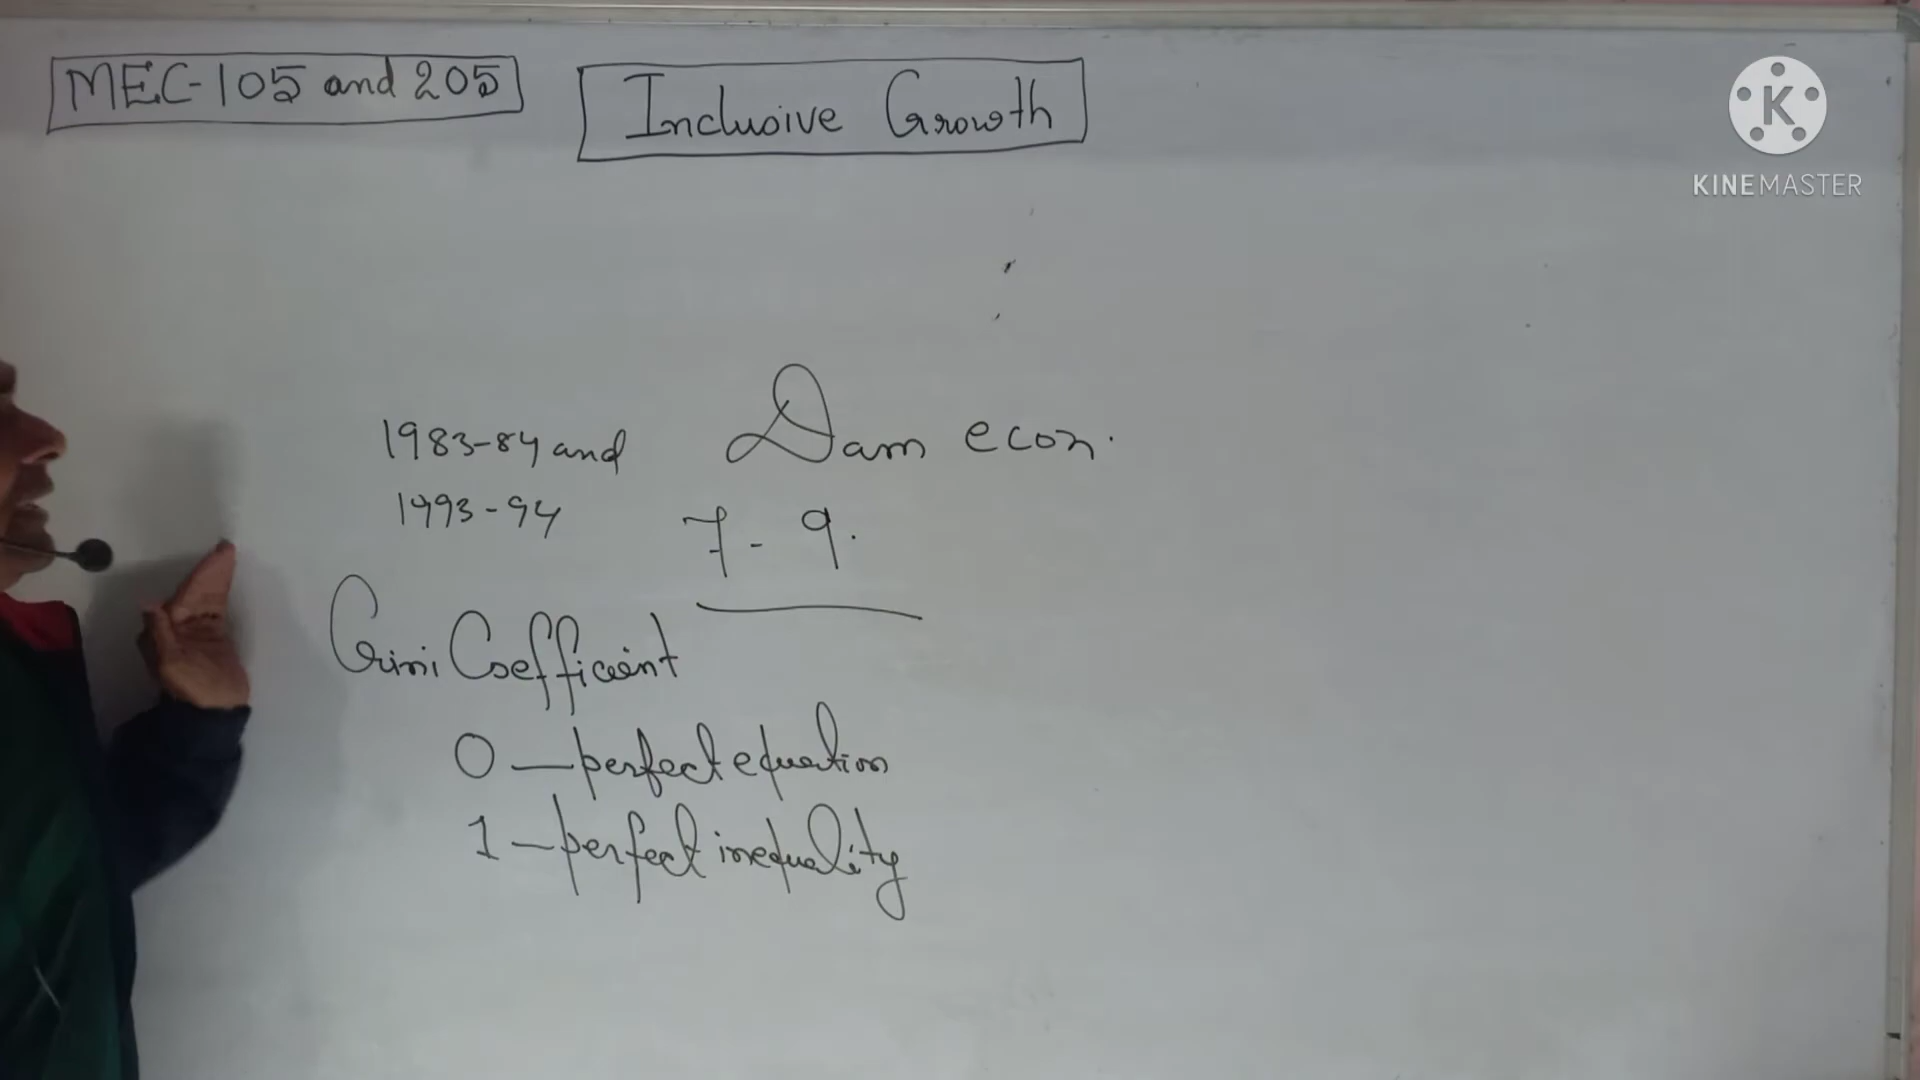 MEC-105 and 205
Inclusive Growth
K
KINEMASTER
1983-84 and
1993-94
Dam econ.
7 - 9.
Gini Coefficient
0 — perfect equation
1 — perfect inequality